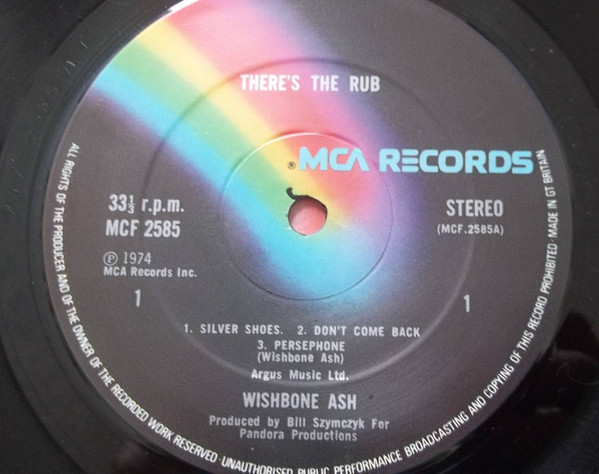 THERE'S THE RUB
® MCA RECORDS
33⅓ r.p.m.
MCF 2585
STEREO
(MCF.2585A)
Ⓟ 1974
MCA Records Inc.
1
1
1. SILVER SHOES. 2. DON'T COME BACK
3. PERSEPHONE
(Wishbone Ash)
Argus Music Ltd.
WISHBONE ASH
Produced by Bill Szymczyk For
Pandora Productions
ALL RIGHTS OF THE PRODUCER AND OF THE OWNER OF THE RECORDED WORK RESERVED · UNAUTHORISED PUBLIC PERFORMANCE BROADCASTING AND COPYING OF THIS RECORD PROHIBITED · MADE IN GT BRITAIN